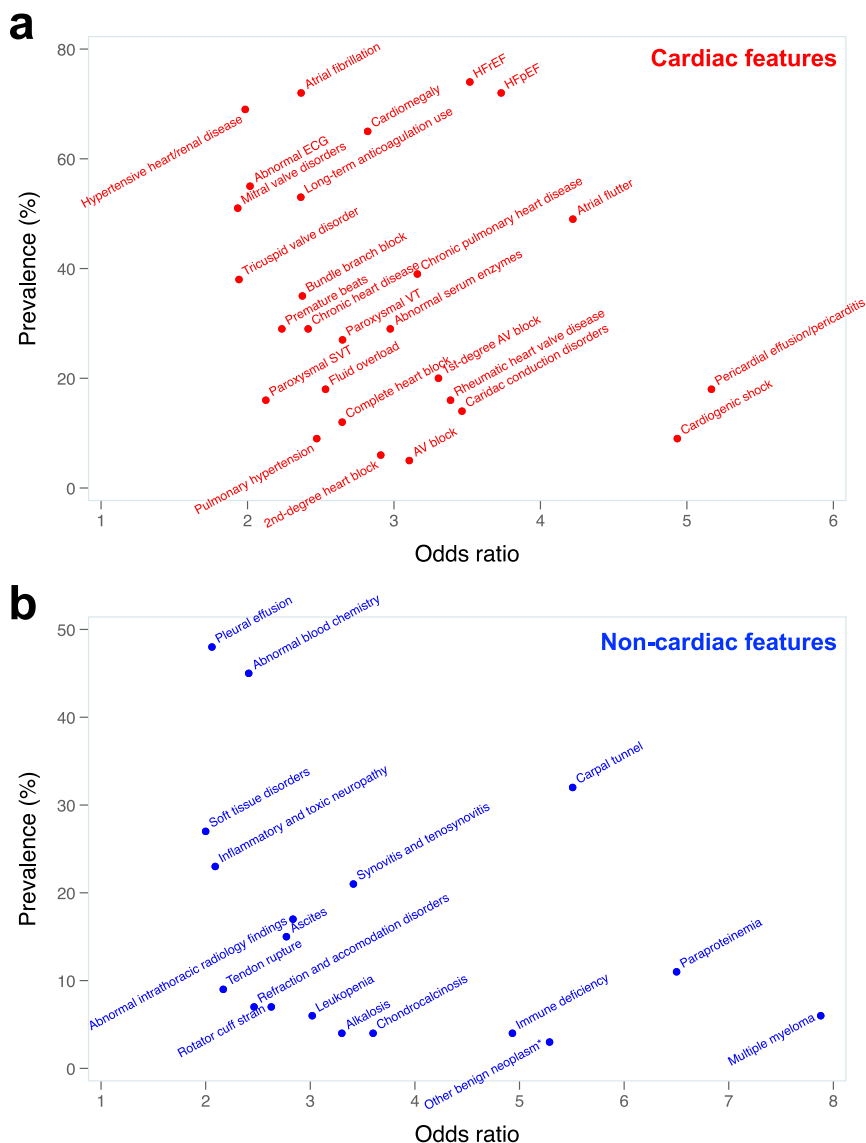 a
Cardiac features
Prevalence (%)
80
60
40
20
0
Atrial fibrillation
HFrEF
HFpEF
Hypertensive heart/renal disease
Cardiomegaly
Abnormal ECG
Mitral valve disorders
Long-term anticoagulation use
Atrial flutter
Tricuspid valve disorder
Chronic pulmonary heart disease
Bundle branch block
Premature beats
Chronic heart disease
Abnormal serum enzymes
Paroxysmal VT
Paroxysmal SVT
Fluid overload
1st-degree AV block
Rheumatic heart valve disease
Caridac conduction disorders
Complete heart block
Pericardial effusion/pericarditis
Cardiogenic shock
Pulmonary hypertension
2nd-degree heart block
AV block
1 2 3 4 5 6
Odds ratio
b
Non-cardiac features
Prevalence (%)
50
40
30
20
10
0
Pleural effusion
Abnormal blood chemistry
Carpal tunnel
Soft tissue disorders
Inflammatory and toxic neuropathy
Synovitis and tenosynovitis
Abnormal intrathoracic radiology findings
Ascites
Tendon rupture
Refraction and accomodation disorders
Rotator cuff strain
Leukopenia
Alkalosis
Chondrocalcinosis
Immune deficiency
Other benign neoplasm*
Paraproteinemia
Multiple myeloma
1 2 3 4 5 6 7 8
Odds ratio